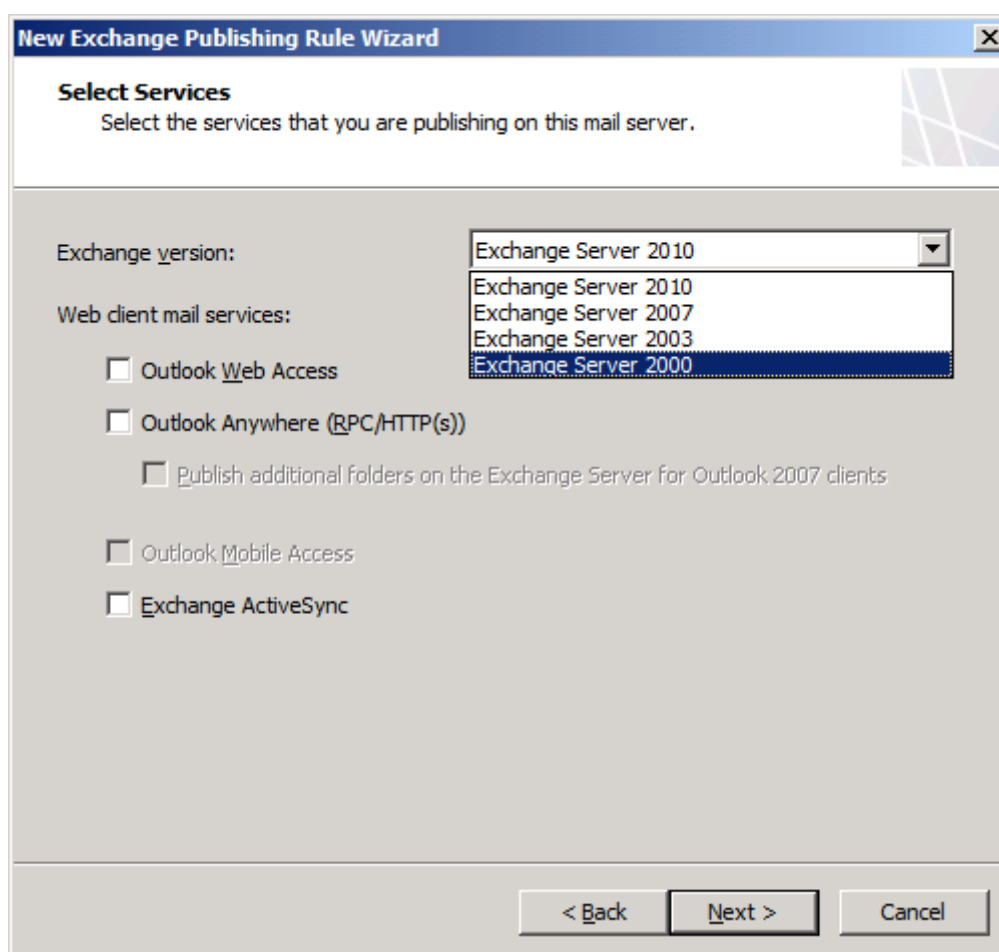 New Exchange Publishing Rule Wizard
Select Services
Select the services that you are publishing on this mail server.
Exchange version:
Exchange Server 2010
Exchange Server 2010
Exchange Server 2007
Exchange Server 2003
Exchange Server 2000
Web client mail services:
Outlook Web Access
Outlook Anywhere (RPC/HTTP(s))
Publish additional folders on the Exchange Server for Outlook 2007 clients
Outlook Mobile Access
Exchange ActiveSync
< Back
Next >
Cancel